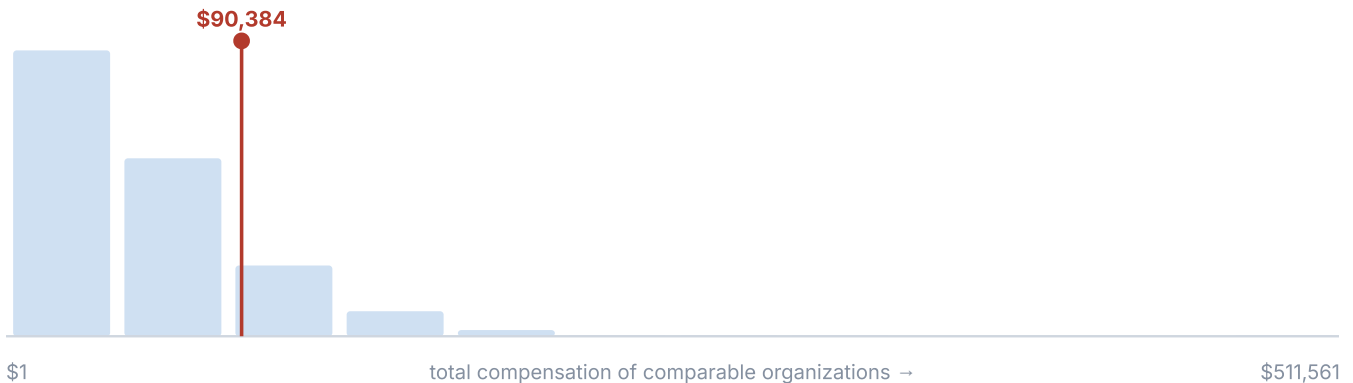 $90,384
$1 total compensation of comparable organizations → $511,561